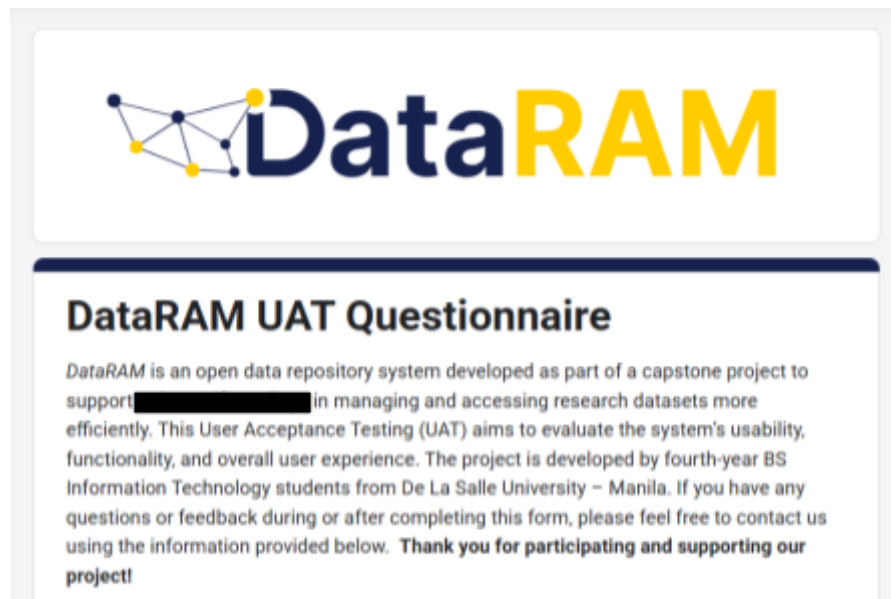 DataRAM
DataRAM UAT Questionnaire
DataRAM is an open data repository system developed as part of a capstone project to
support in managing and accessing research datasets more
efficiently. This User Acceptance Testing (UAT) aims to evaluate the system's usability,
functionality, and overall user experience. The project is developed by fourth-year BS
Information Technology students from De La Salle University – Manila. If you have any
questions or feedback during or after completing this form, please feel free to contact us
using the information provided below. Thank you for participating and supporting our
project!